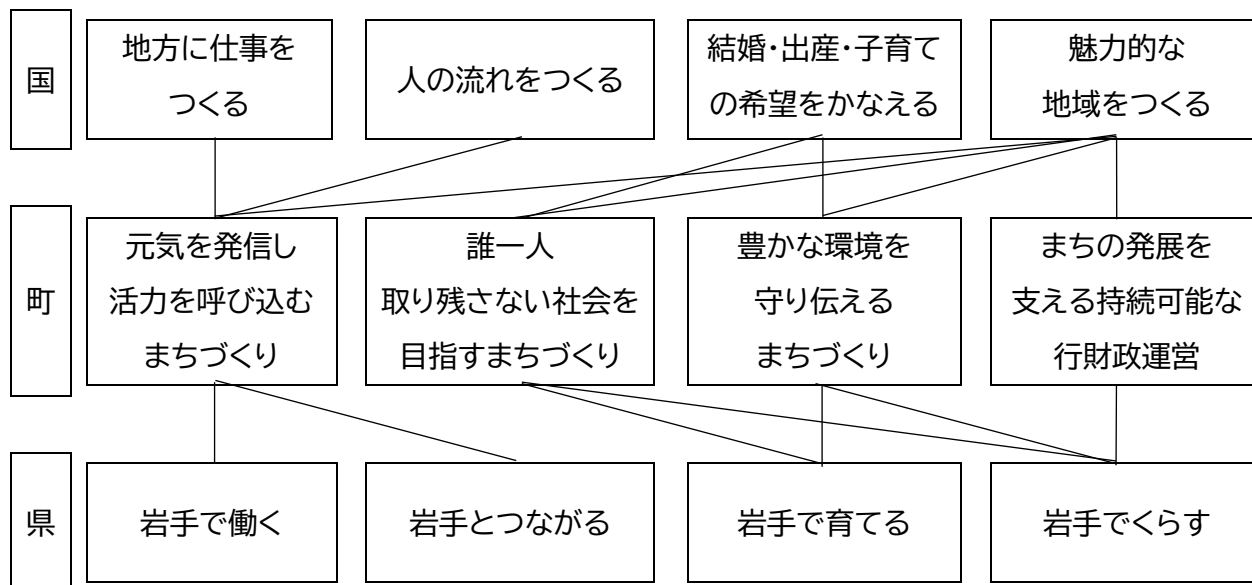 国
地方に仕事を
つくる
人の流れをつくる
結婚・出産・子育て
の希望をかなえる
魅力的な
地域をつくる
町
元気を発信し
活力を呼び込む
まちづくり
誰一人
取り残さない社会を
目指すまちづくり
豊かな環境を
守り伝える
まちづくり
まちの発展を
支える持続可能な
行財政運営
県
岩手で働く
岩手とつながる
岩手で育てる
岩手でくらす